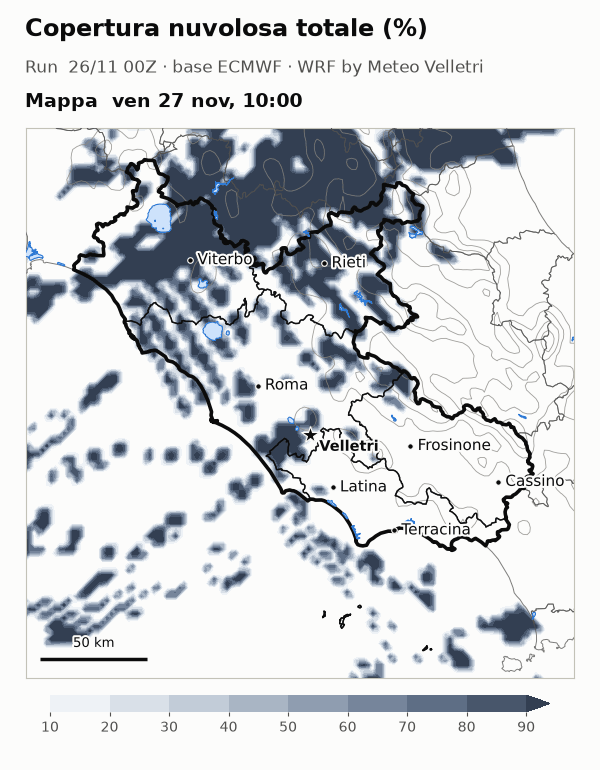 Copertura nuvolosa totale (%)
Run  26/11 00Z · base ECMWF · WRF by Meteo Velletri
Mappa  ven 27 nov, 10:00
Viterbo
Rieti
Roma
Velletri
Frosinone
Cassino
Latina
Terracina
50 km
10 20 30 40 50 60 70 80 90